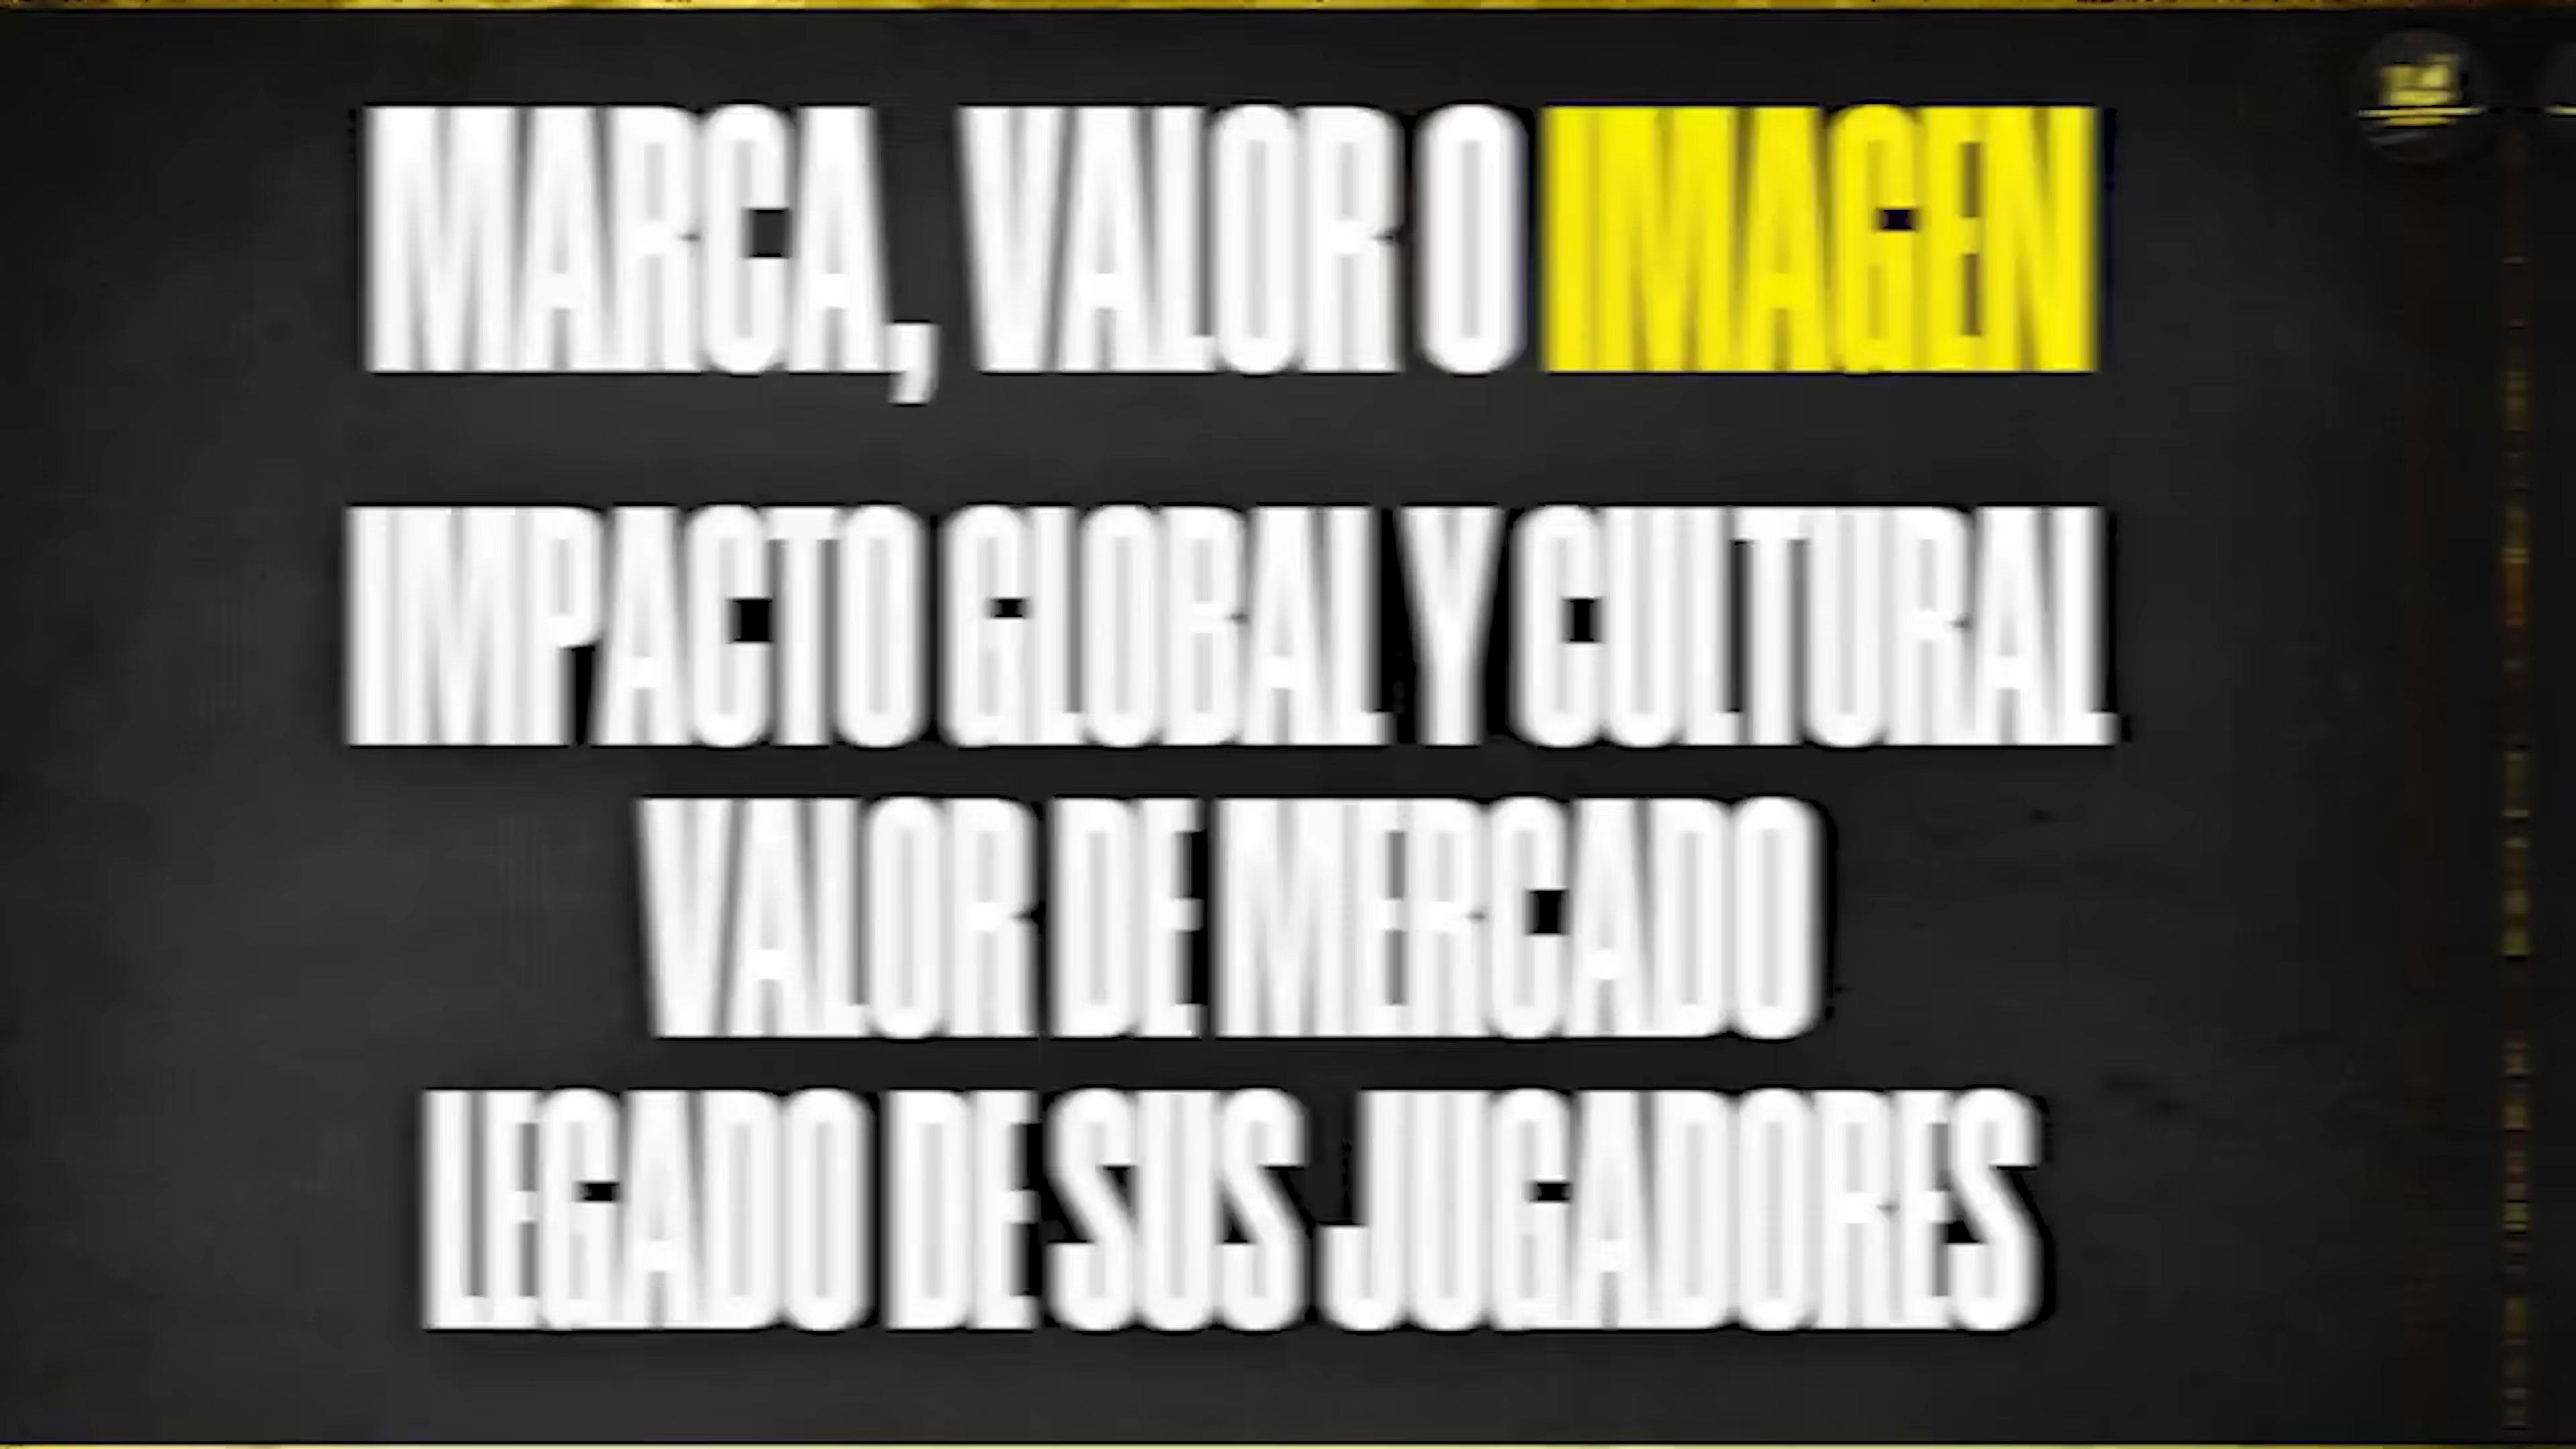 MARCA, VALOR O IMAGEN
IMPACTO GLOBAL Y CULTURAL
VALOR DE MERCADO
LEGADO DE SUS JUGADORES